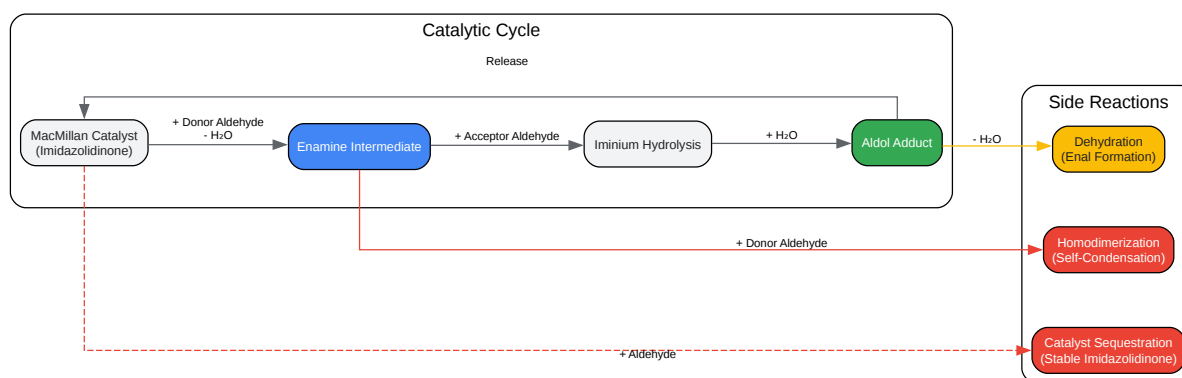 Catalytic Cycle
Release
MacMillan Catalyst
(Imidazolidinone)
+ Donor Aldehyde
- H₂O
Enamine Intermediate
+ Acceptor Aldehyde
Iminium Hydrolysis
+ H₂O
Aldol Adduct
- H₂O
Side Reactions
Dehydration
(Enal Formation)
+ Donor Aldehyde
Homodimerization
(Self-Condensation)
+ Aldehyde
Catalyst Sequestration
(Stable Imidazolidinone)